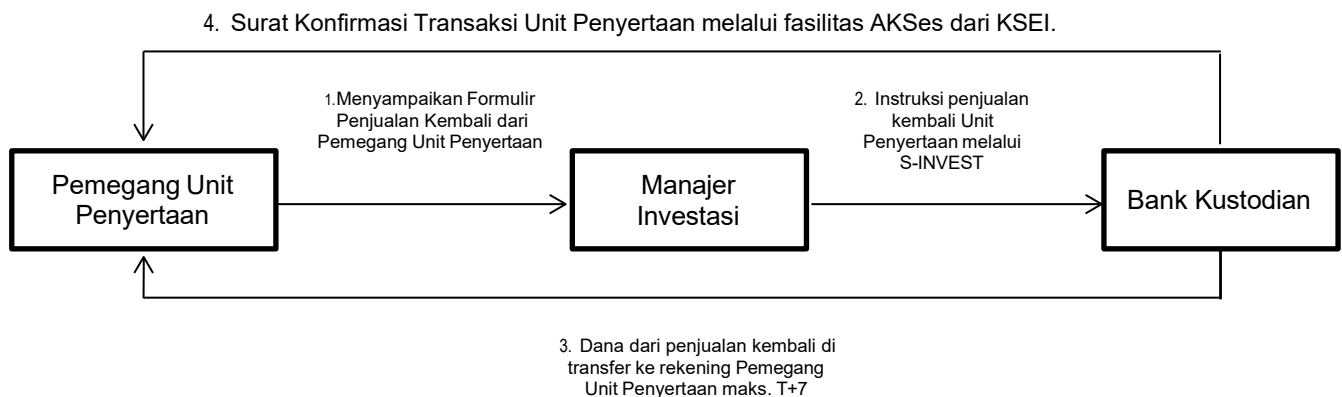 4. Surat Konfirmasi Transaksi Unit Penyertaan melalui fasilitas AKSes dari KSEI.
1.Menyampaikan Formulir
Penjualan Kembali dari
Pemegang Unit Penyertaan
2. Instruksi penjualan
kembali Unit
Penyertaan melalui
S-INVEST
Pemegang Unit
Penyertaan
Manajer
Investasi
Bank Kustodian
3. Dana dari penjualan kembali di
transfer ke rekening Pemegang
Unit Penyertaan maks. T+7